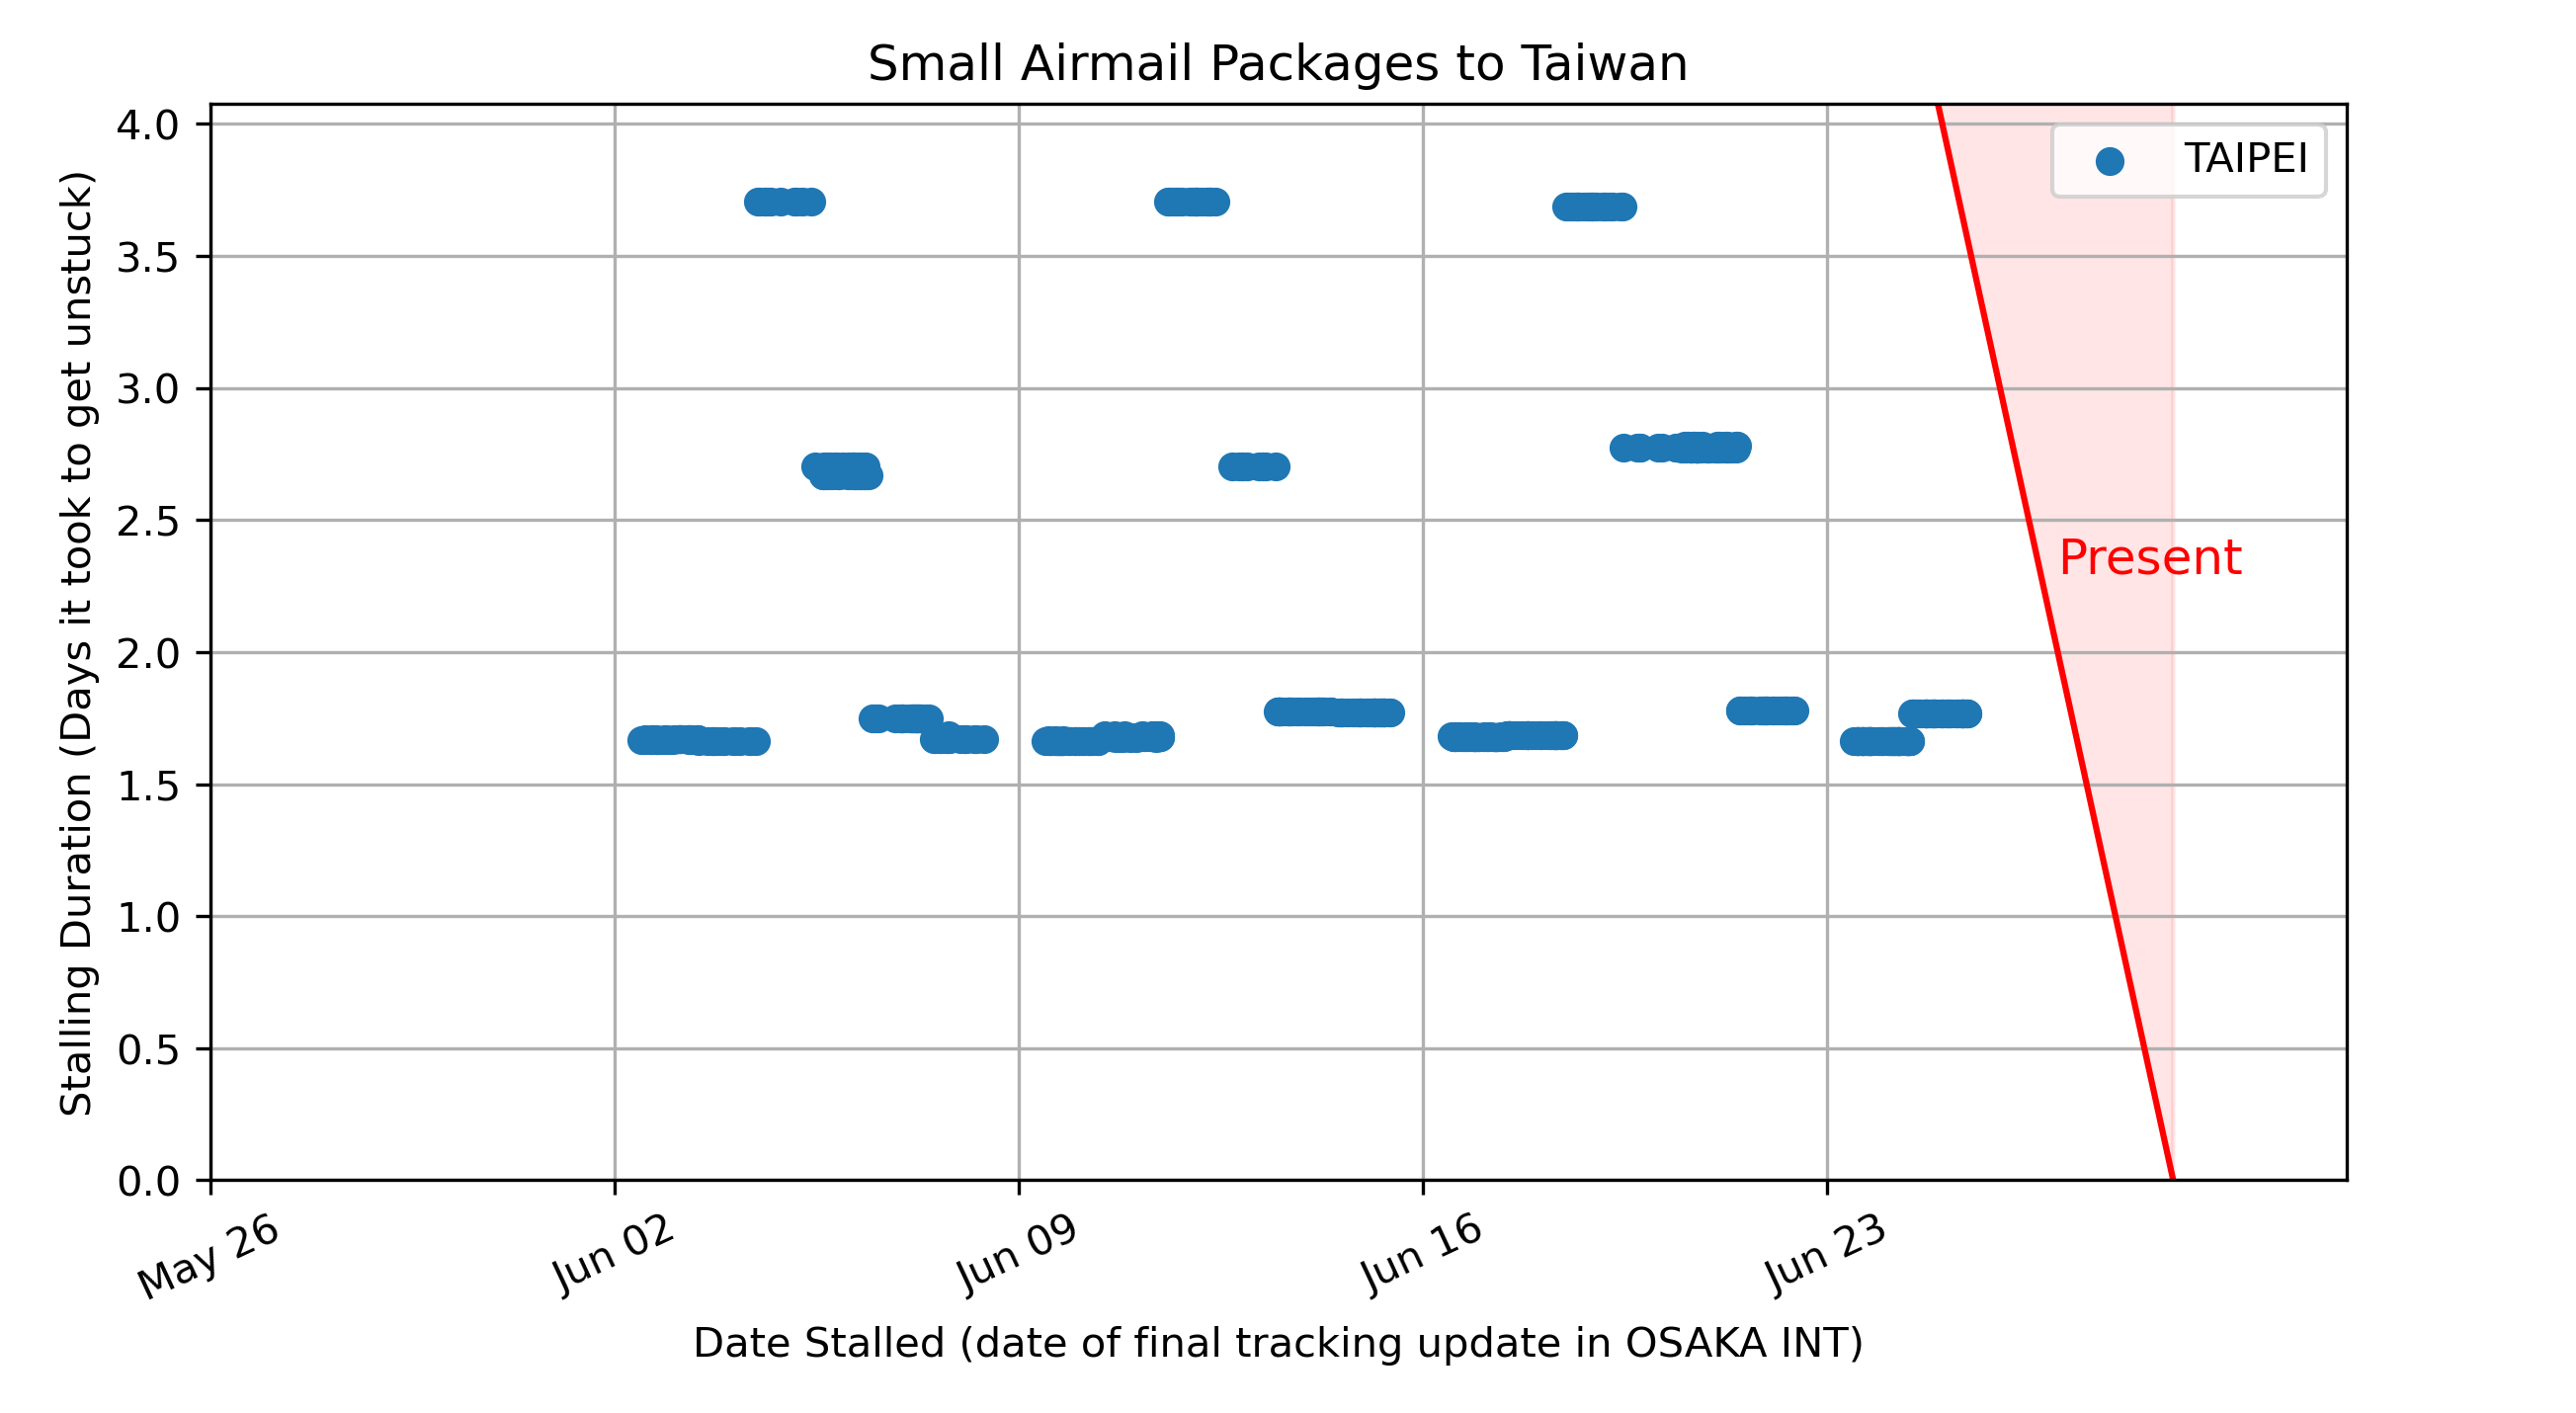 Small Airmail Packages to Taiwan
Stalling Duration (Days it took to get unstuck)
4.0
3.5
3.0
2.5
2.0
1.5
1.0
0.5
0.0
TAIPEI
Present
May 26
Jun 02
Jun 09
Jun 16
Jun 23
Date Stalled (date of final tracking update in OSAKA INT)